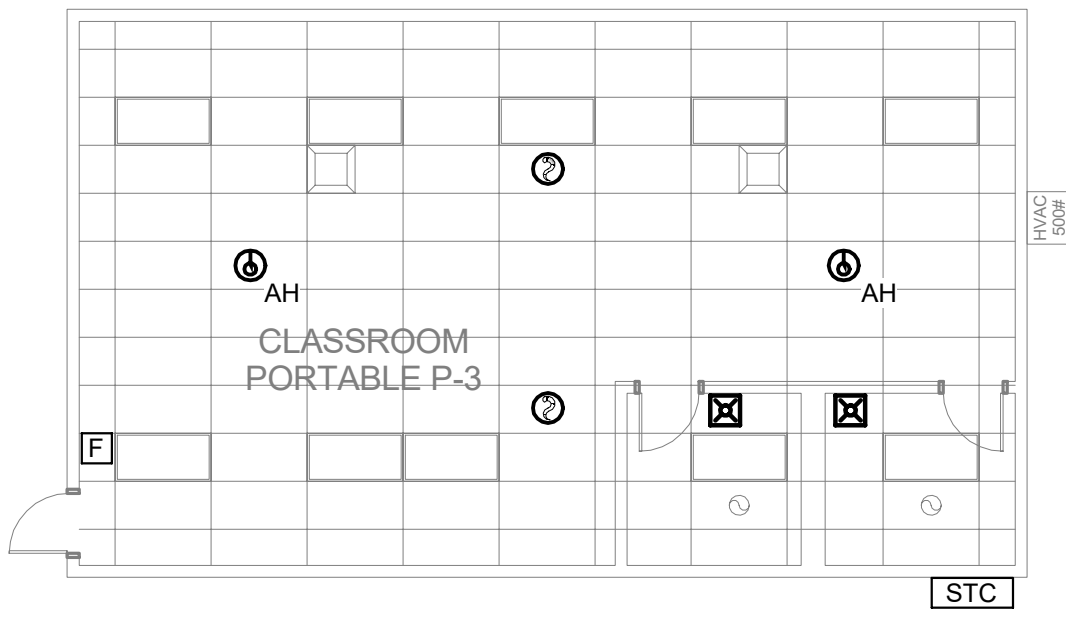 HVAC
500#
AH
AH
CLASSROOM
PORTABLE P-3
F
STC